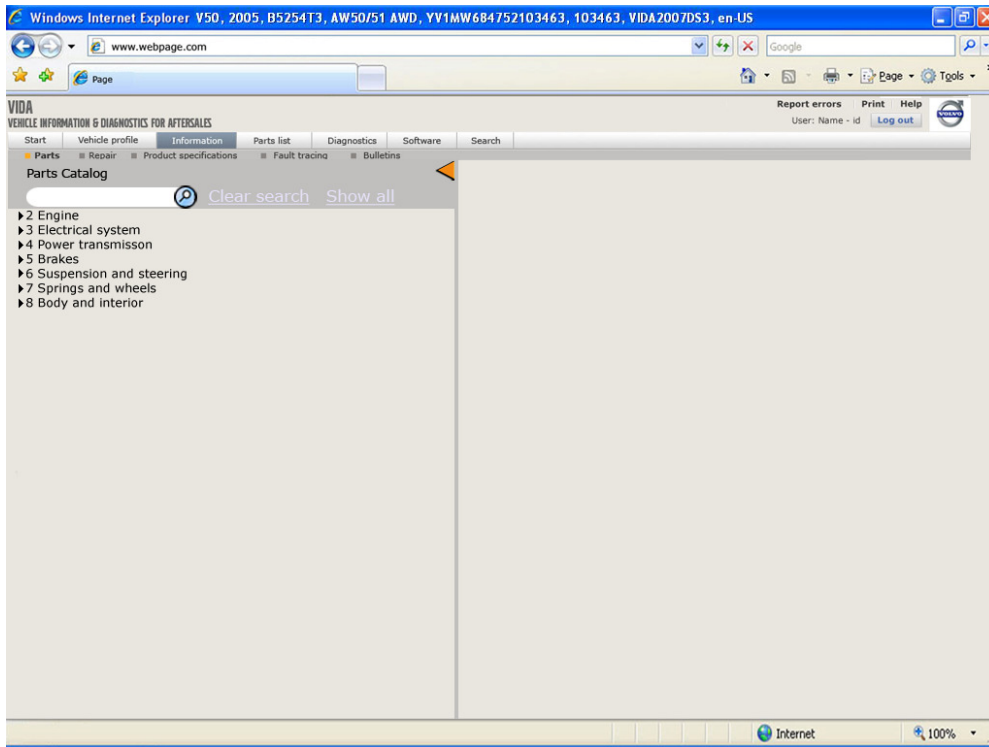 Windows Internet Explorer V50, 2005, B5254T3, AW50/51 AWD, YV1MW684752103463, 103463, VIDA2007DS3, en-US
www.webpage.com
Google
Page
Page
Tools
VIDA
VEHICLE INFORMATION & DIAGNOSTICS FOR AFTERSALES
Report errors Print Help
User: Name - id Log out
VOLVO
Start Vehicle profile Information Parts list Diagnostics Software Search
Parts Repair Product specifications Fault tracing Bulletins
Parts Catalog
Clear search Show all
2 Engine
3 Electrical system
4 Power transmisson
5 Brakes
6 Suspension and steering
7 Springs and wheels
8 Body and interior
Internet 100%